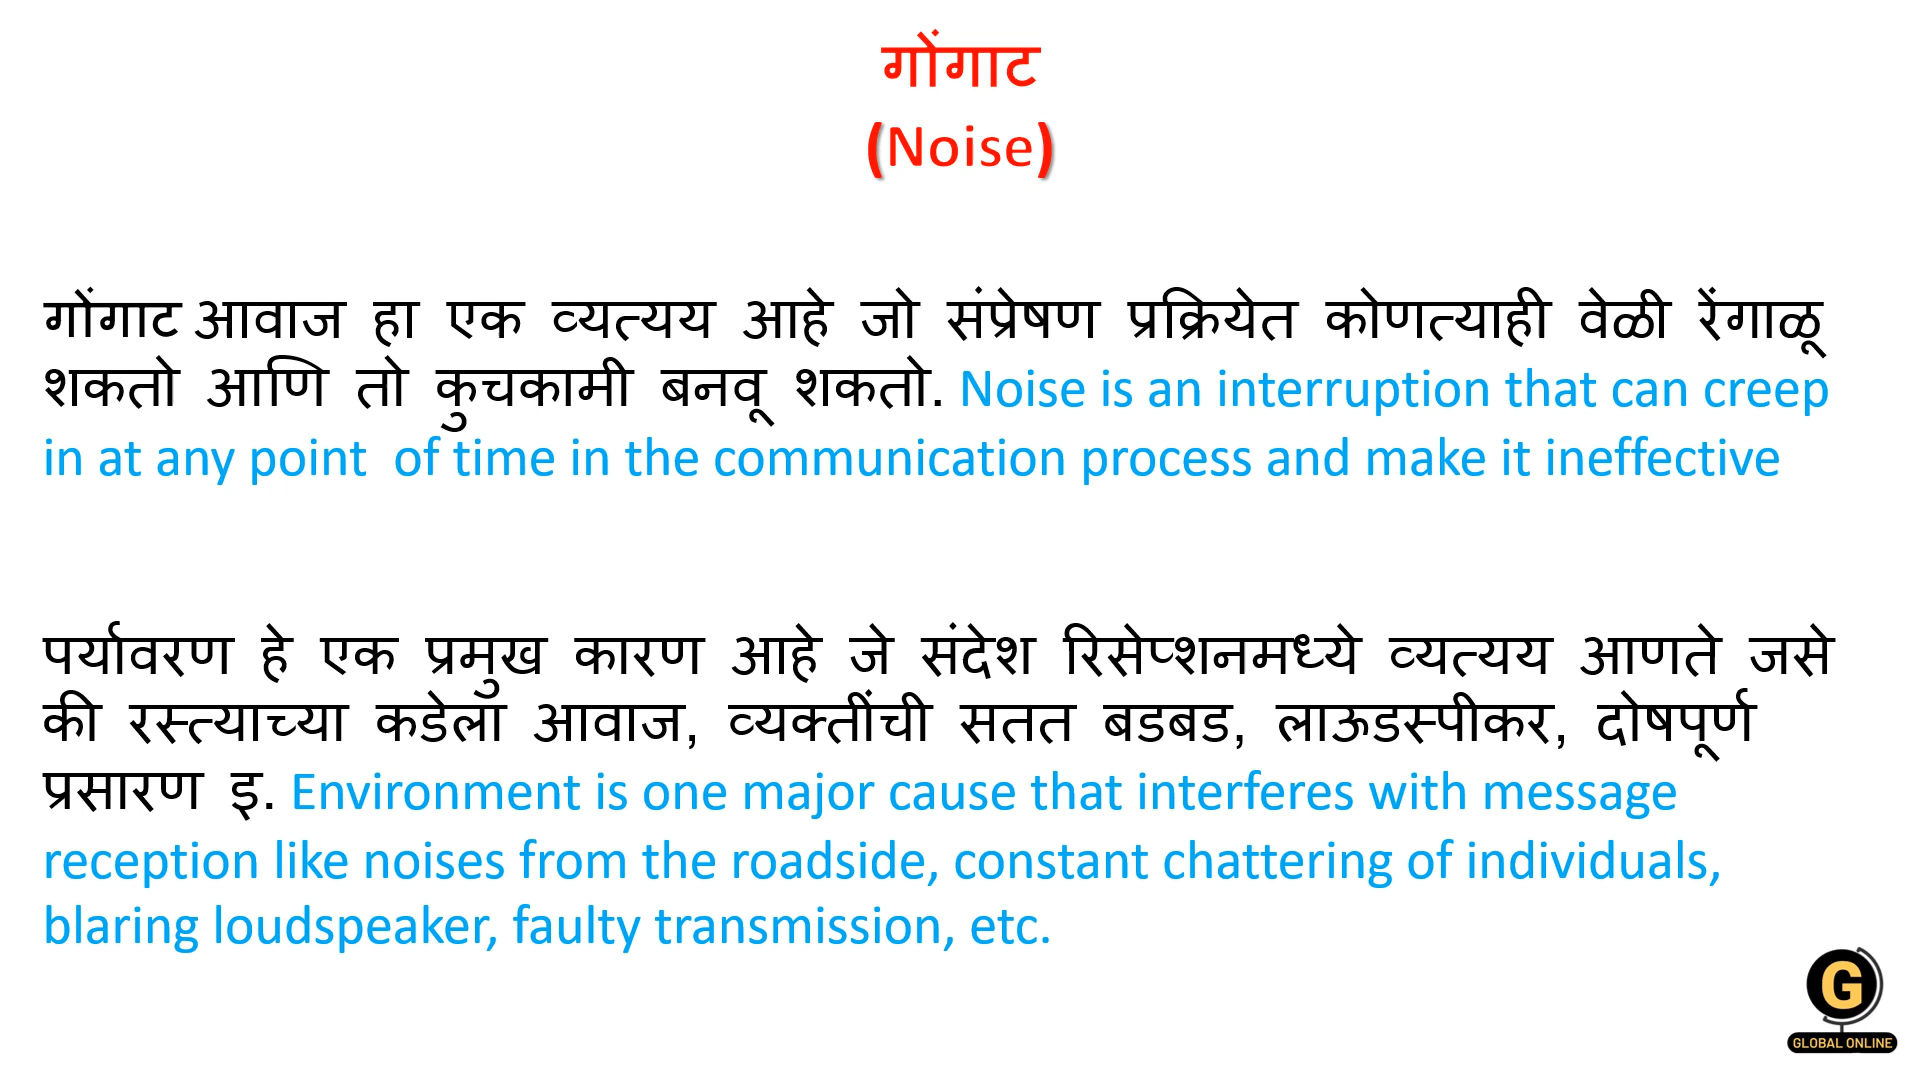 गोंगाट
(Noise)
गोंगाट आवाज हा एक व्यत्यय आहे जो संप्रेषण प्रक्रियेत कोणत्याही वेळी रेंगाळू
शकतो आणि तो कुचकामी बनवू शकतो. Noise is an interruption that can creep
in at any point of time in the communication process and make it ineffective
पर्यावरण हे एक प्रमुख कारण आहे जे संदेश रिसेप्शनमध्ये व्यत्यय आणते जसे
की रस्त्याच्या कडेला आवाज, व्यक्तींची सतत बडबड, लाऊडस्पीकर, दोषपूर्ण
प्रसारण इ. Environment is one major cause that interferes with message
reception like noises from the roadside, constant chattering of individuals,
blaring loudspeaker, faulty transmission, etc.
G
GLOBAL ONLINE